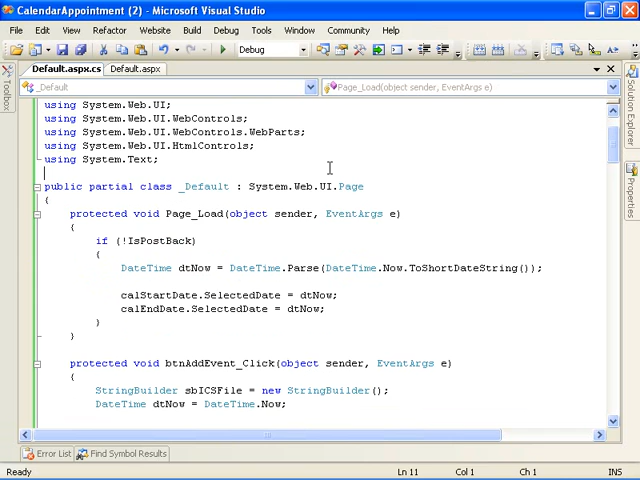 CalendarAppointment (2) - Microsoft Visual Studio
File Edit View Refactor Website Build Debug Tools Window Community Help
Debug
Default.aspx.cs Default.aspx
_Default Page_Load(object sender, EventArgs e)
Toolbox
Solution Explorer
Properties
using System.Web.UI;
using System.Web.UI.WebControls;
using System.Web.UI.WebControls.WebParts;
using System.Web.UI.HtmlControls;
using System.Text;
public partial class _Default : System.Web.UI.Page
{
protected void Page_Load(object sender, EventArgs e)
{
if (!IsPostBack)
{
DateTime dtNow = DateTime.Parse(DateTime.Now.ToShortDateString());
calStartDate.SelectedDate = dtNow;
calEndDate.SelectedDate = dtNow;
}
}
protected void btnAddEvent_Click(object sender, EventArgs e)
{
StringBuilder sbICSFile = new StringBuilder();
DateTime dtNow = DateTime.Now;
Error List Find Symbol Results
Ready Ln 11 Col 1 Ch 1 INS